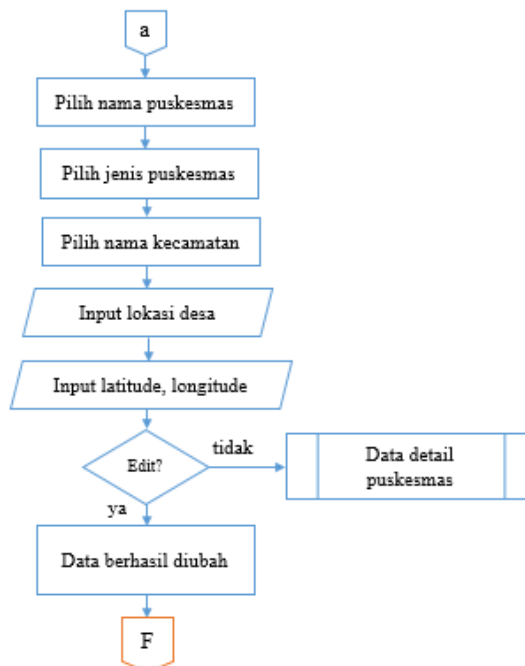 a
Pilih nama puskesmas
Pilih jenis puskesmas
Pilih nama kecamatan
Input lokasi desa
Input latitude, longitude
Edit?
tidak
Data detail
puskesmas
ya
Data berhasil diubah
F